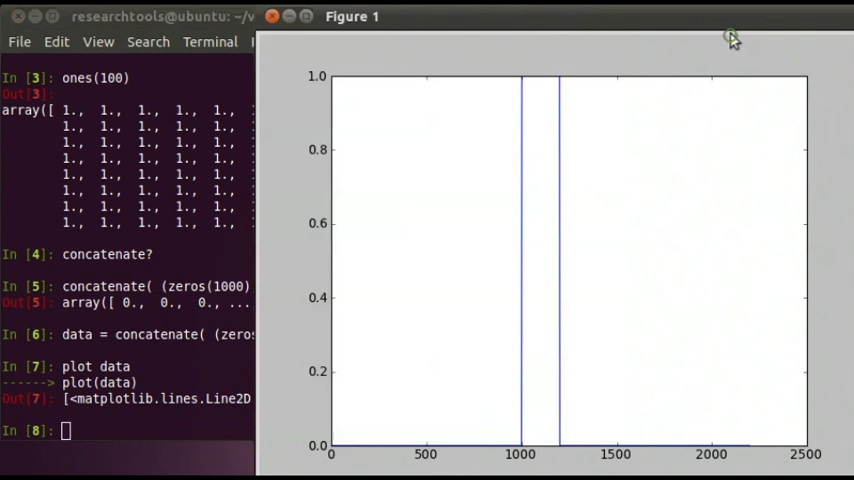 researchtools@ubuntu: ~/v
Figure 1
File Edit View Search Terminal
In [3]: ones(100)
Out[3]:
array([ 1., 1., 1., 1., 1.,
1., 1., 1., 1., 1.,
1., 1., 1., 1., 1.,
1., 1., 1., 1., 1.,
1., 1., 1., 1., 1.,
1., 1., 1., 1., 1.,
1., 1., 1., 1., 1.,
1., 1., 1., 1., 1.,
In [4]: concatenate?
In [5]: concatenate( (zeros(1000)
Out[5]: array([ 0., 0., 0., ...
In [6]: data = concatenate( (zeros
In [7]: plot data
------> plot(data)
Out[7]: [<matplotlib.lines.Line2D
In [8]:
1.0
0.8
0.6
0.4
0.2
0.0
0 500 1000 1500 2000 2500